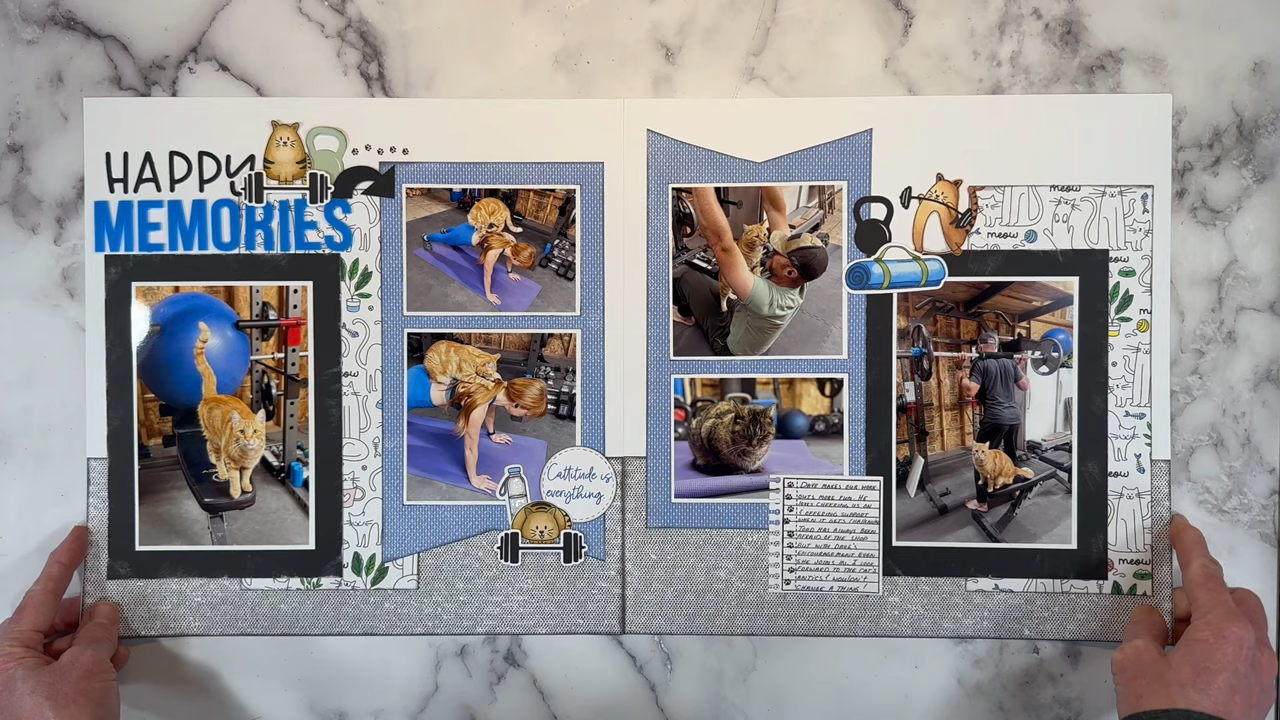 HAPPY
MEMORIES
Cattitude is
everything
meow
meow
meow
meow
meow
DAVE MAKES OUR WORK
OUTS MORE FUN. HE
LOVES CHEERING US ON
& OFFERING SUPPORT
WHEN IT GETS CHALLENGING
TODD HAS ALWAYS BEEN
AFRAID OF THE SHOP
BUT WITH DAVE'S
ENCOURAGEMENT EVEN
SHE JOINS IN. I LOOK
FORWARD TO THE CAT'S
ANTICS & WOULDN'T
CHANGE A THING!